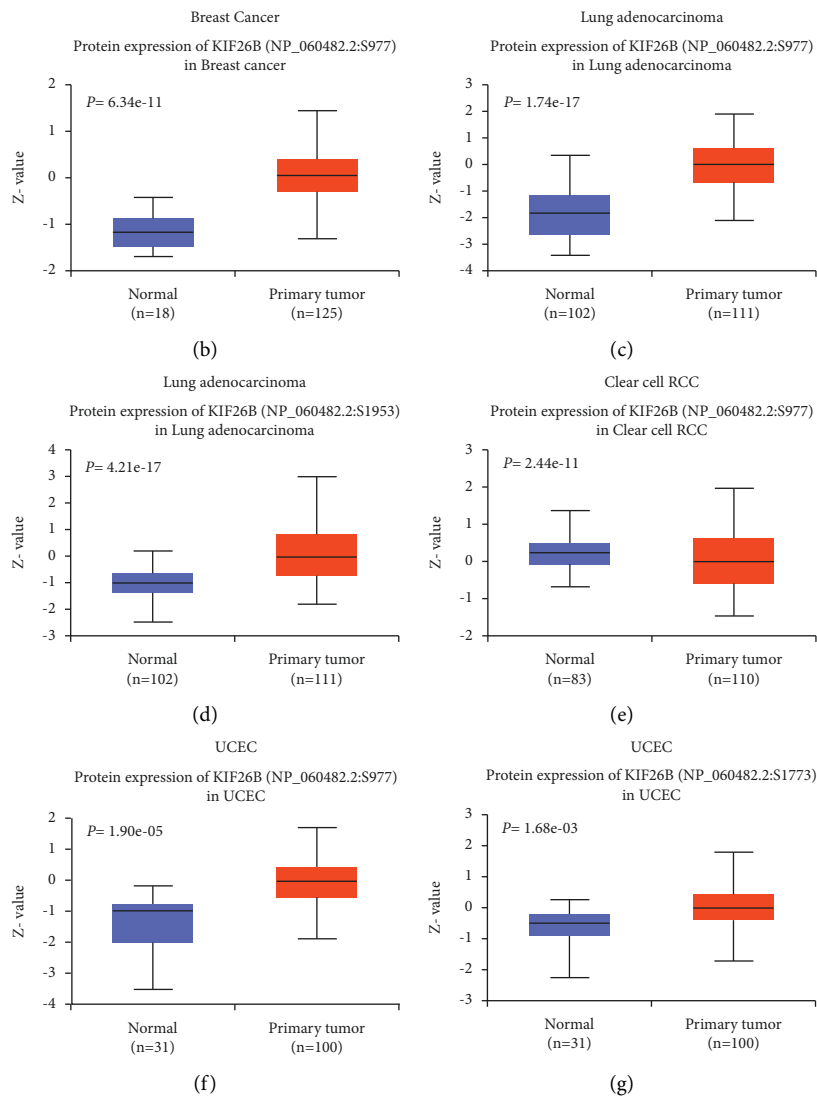 Breast Cancer
Protein expression of KIF26B (NP_060482.2:S977)
in Breast cancer
P= 6.34e-11
Z- value
2
1
0
-1
-2
Normal
(n=18)
Primary tumor
(n=125)
(b)
Lung adenocarcinoma
Protein expression of KIF26B (NP_060482.2:S977)
in Lung adenocarcinoma
P= 1.74e-17
Z- value
3
2
1
0
-1
-2
-3
-4
Normal
(n=102)
Primary tumor
(n=111)
(c)
Lung adenocarcinoma
Protein expression of KIF26B (NP_060482.2:S1953)
in Lung adenocarcinoma
P= 4.21e-17
Z- value
4
3
2
1
0
-1
-2
-3
Normal
(n=102)
Primary tumor
(n=111)
(d)
Clear cell RCC
Protein expression of KIF26B (NP_060482.2:S977)
in Clear cell RCC
P= 2.44e-11
Z- value
3
2
1
0
-1
-2
Normal
(n=83)
Primary tumor
(n=110)
(e)
UCEC
Protein expression of KIF26B (NP_060482.2:S977)
in UCEC
P= 1.90e-05
Z- value
2
1
0
-1
-2
-3
-4
Normal
(n=31)
Primary tumor
(n=100)
(f)
UCEC
Protein expression of KIF26B (NP_060482.2:S1773)
in UCEC
P= 1.68e-03
Z- value
3
2
1
0
-1
-2
-3
Normal
(n=31)
Primary tumor
(n=100)
(g)